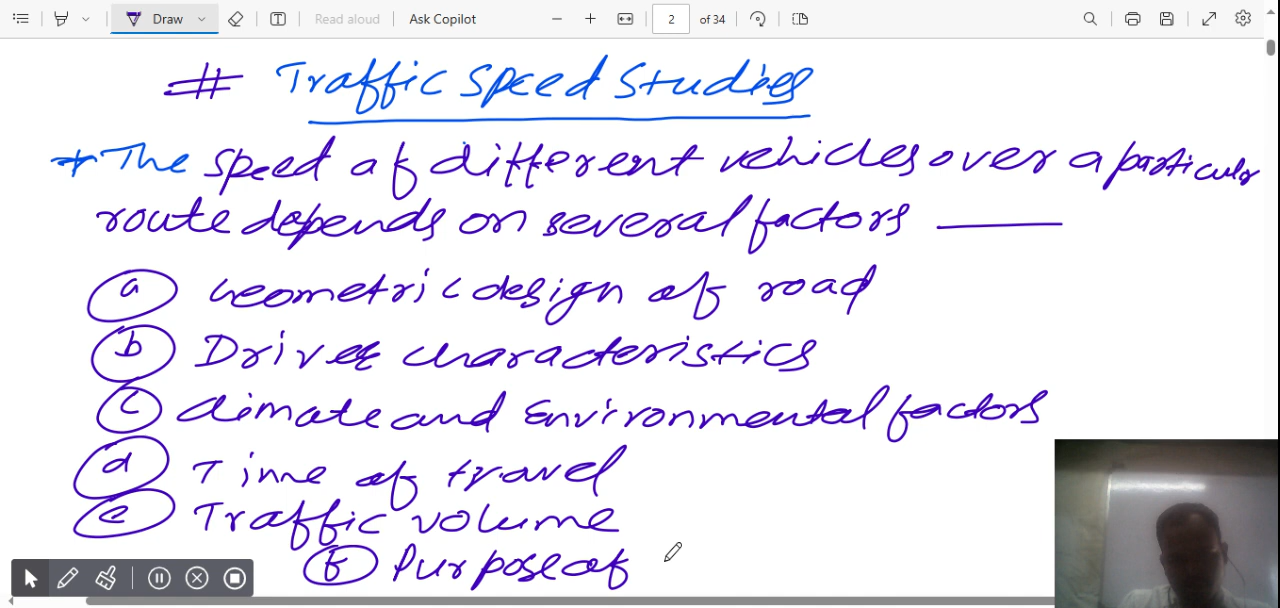 Draw
Read aloud
Ask Copilot
2 of 34
# Traffic Speed Studies
* The speed of different vehicles over a particular
route depends on several factors
a Geometric design of road
b Driver characteristics
c climate and Environmental factors
d Time of travel
e Traffic volume
f Purpose of